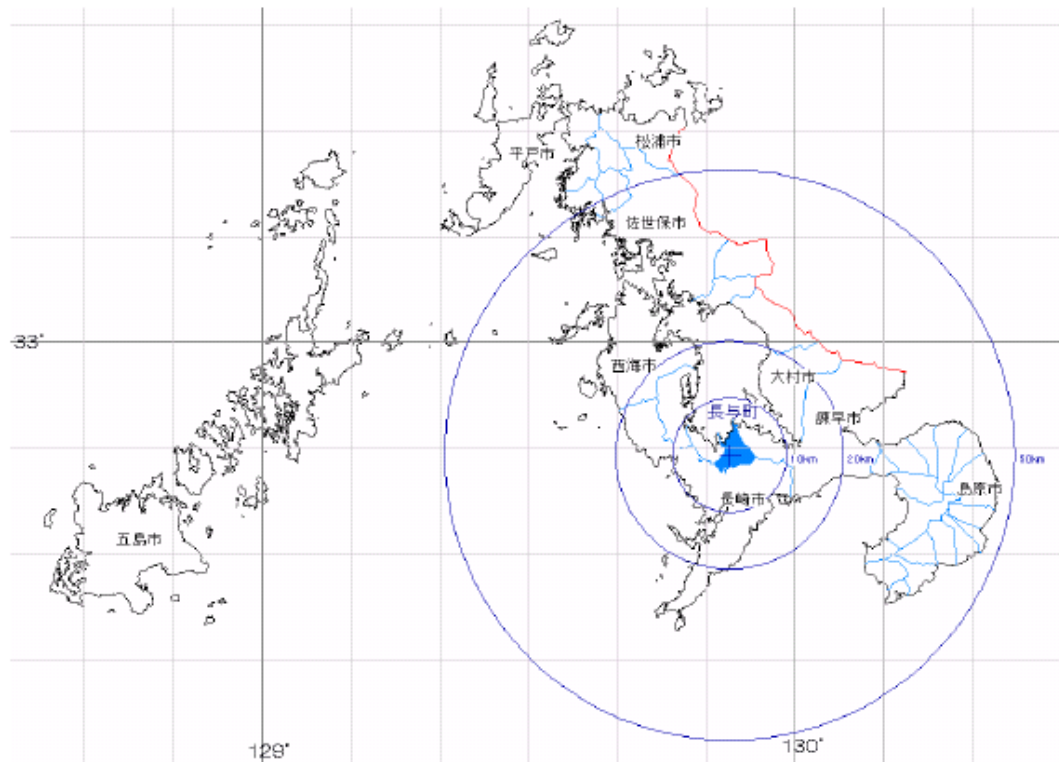 松浦市
平戸市
佐世保市
33°
西海市
大村市
長与町
諫早市
10km
20km
50km
島原市
長崎市
五島市
129°
130°